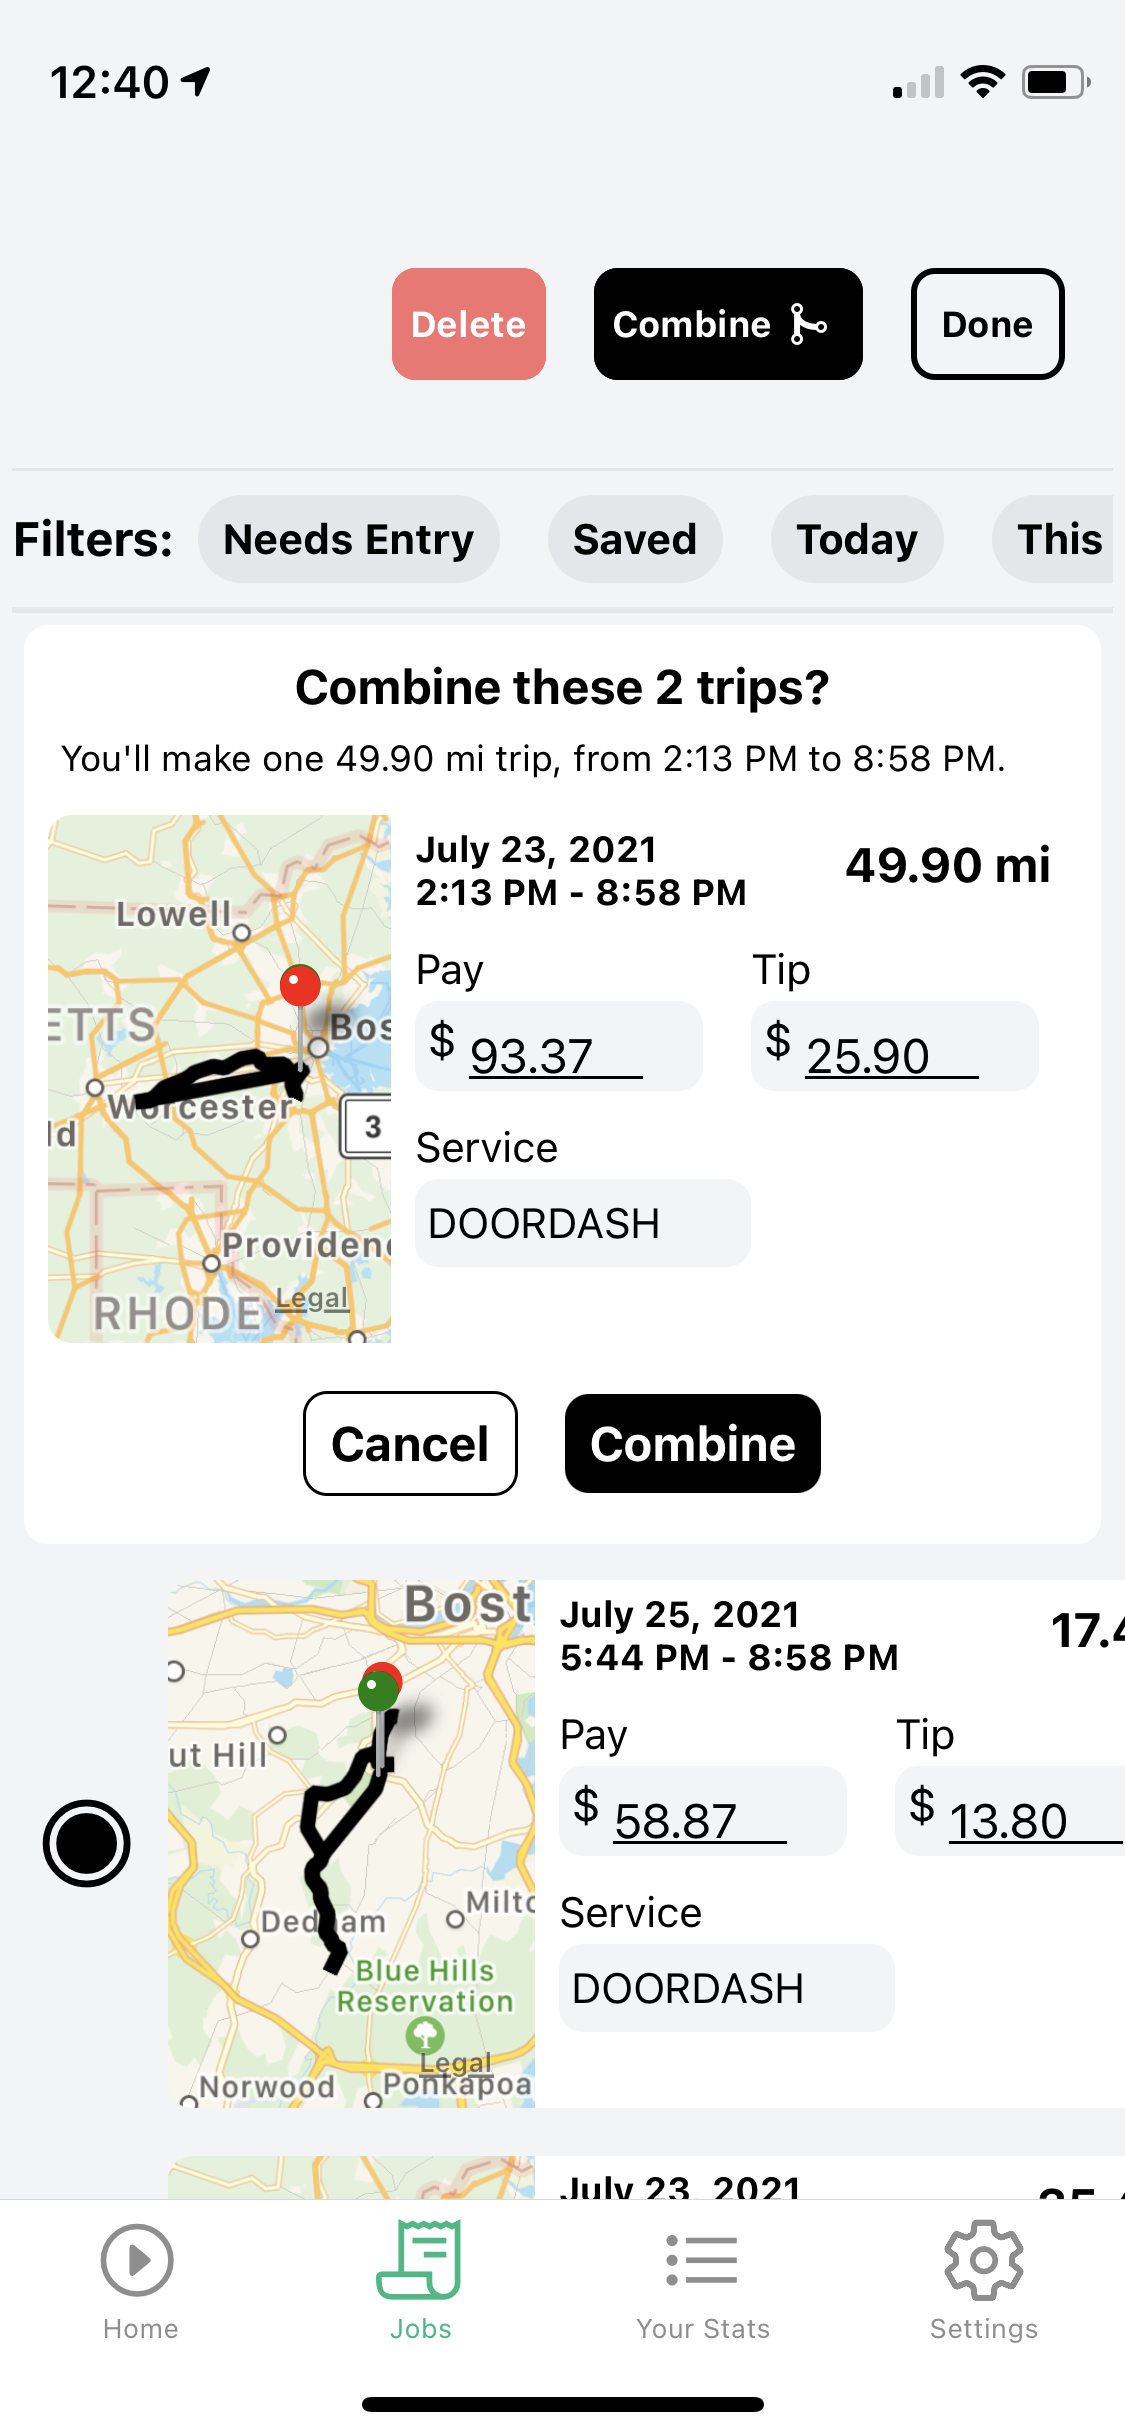 12:40
Delete
Combine
Done
Filters:
Needs Entry
Saved
Today
This
Combine these 2 trips?
You'll make one 49.90 mi trip, from 2:13 PM to 8:58 PM.
July 23, 2021
2:13 PM - 8:58 PM
49.90 mi
Lowell
ETTS
Bos
Worcester
ld
3
Providen
RHODE
Legal
Pay
Tip
$ 93.37
$ 25.90
Service
DOORDASH
Cancel
Combine
Bost
ut Hill
Dedham
Milto
Blue Hills
Reservation
Legal
Norwood
Ponkapoa
July 25, 2021
5:44 PM - 8:58 PM
17.4
Pay
Tip
$ 58.87
$ 13.80
Service
DOORDASH
July 23, 2021
Home
Jobs
Your Stats
Settings